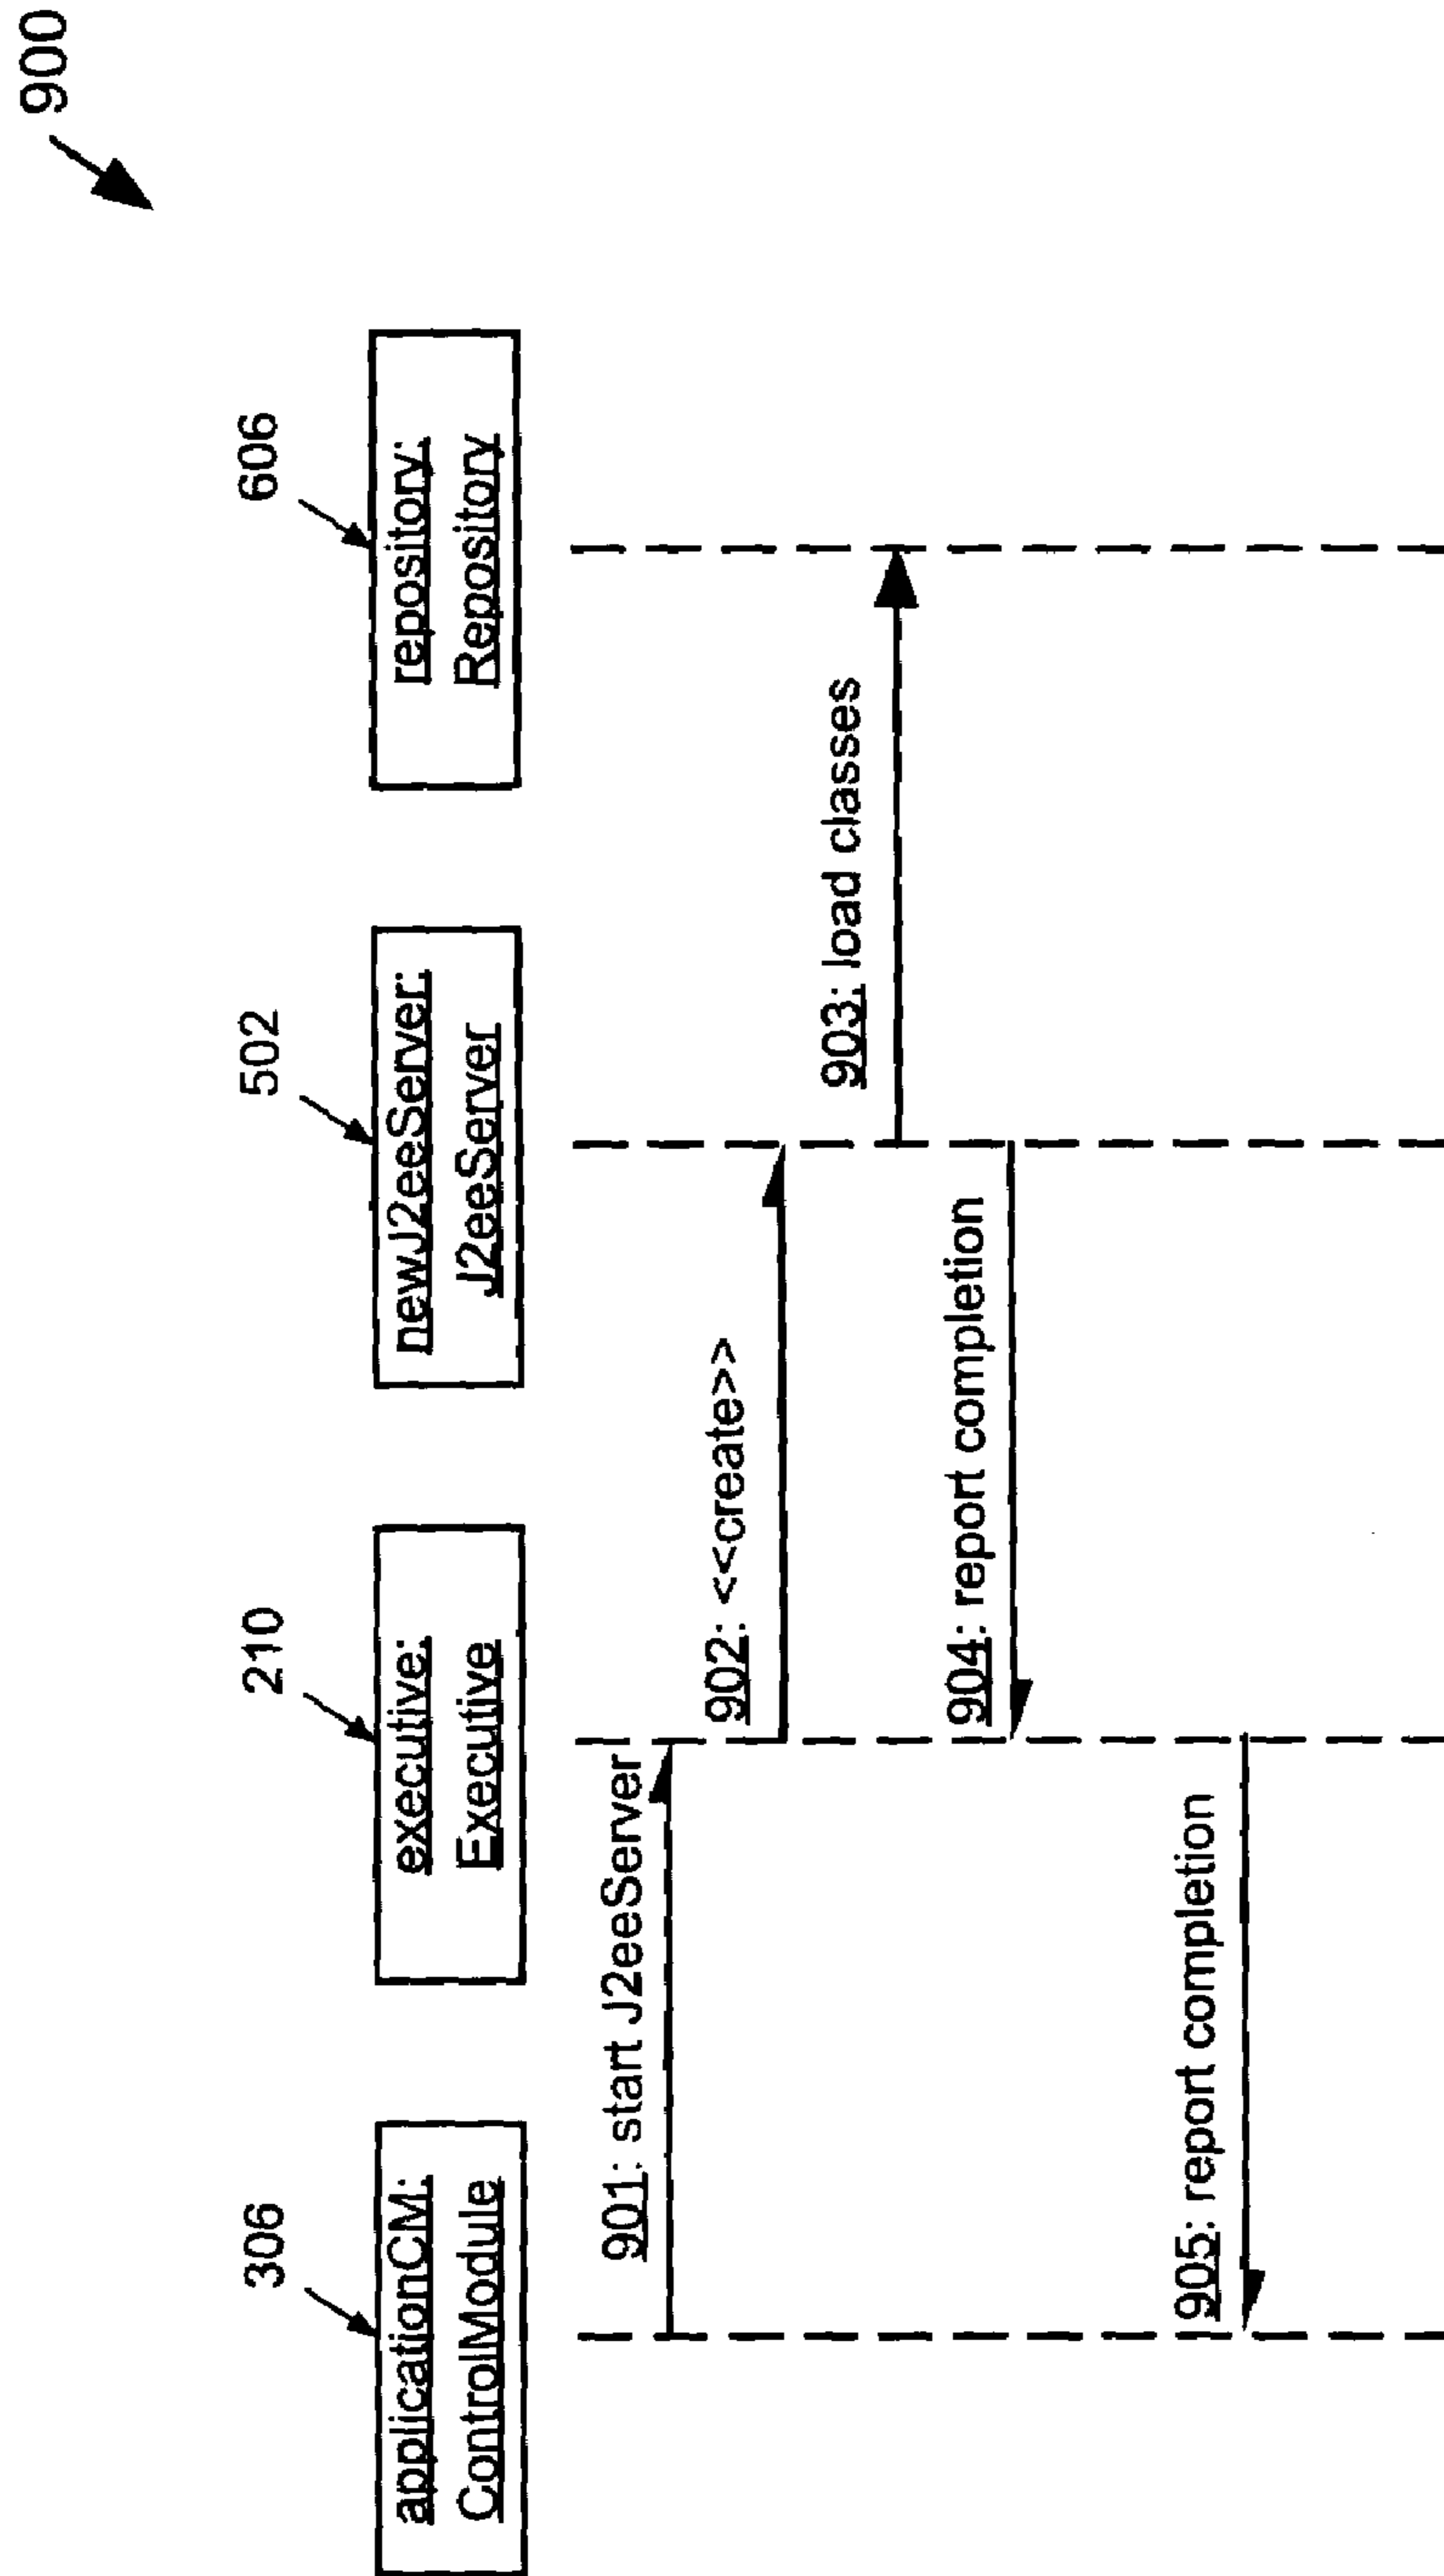 900
306
210
502
606
applicationCM:
ControlModule
executive:
Executive
newJ2eeServer:
J2eeServer
repository:
Repository
901: start J2eeServer
902: <<create>>
903: load classes
904: report completion
905: report completion